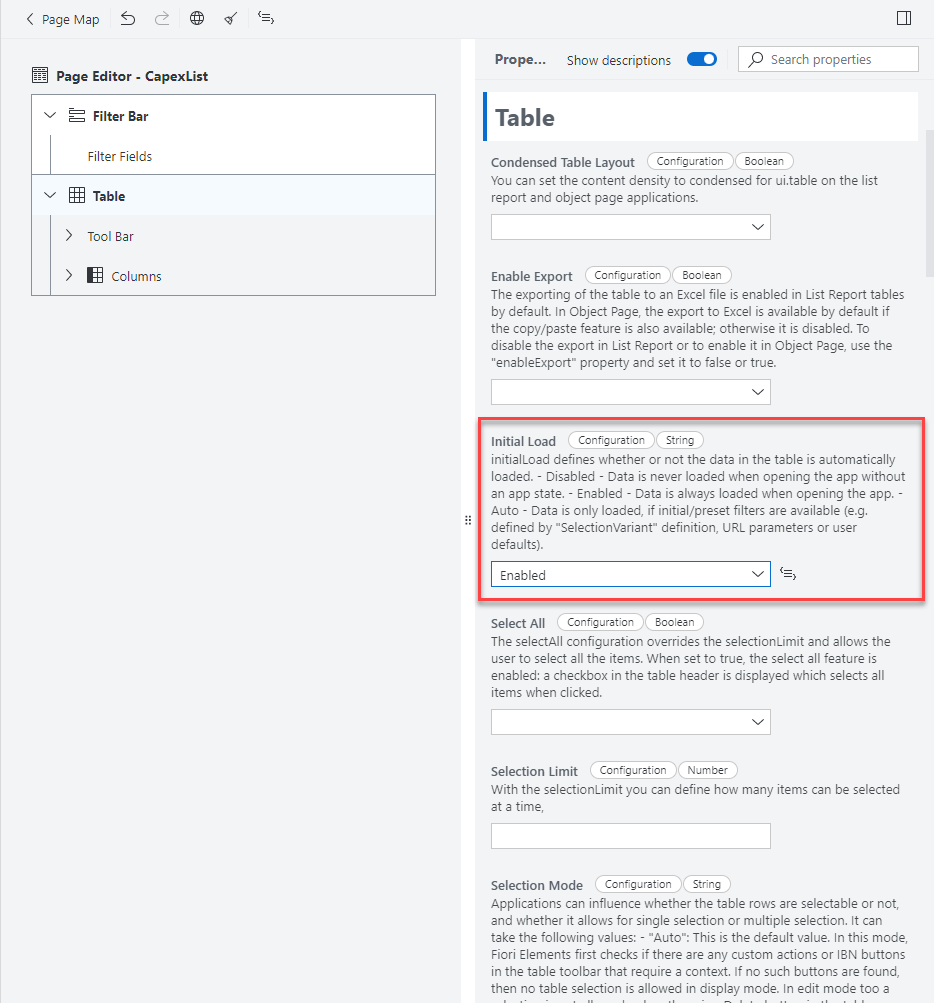 Page Map
Page Editor - CapexList
Filter Bar
Filter Fields
Table
Tool Bar
Columns
Prope...
Show descriptions
Search properties
Table
Condensed Table Layout Configuration Boolean
You can set the content density to condensed for ui.table on the list
report and object page applications.
Enable Export Configuration Boolean
The exporting of the table to an Excel file is enabled in List Report tables
by default. In Object Page, the export to Excel is available by default if
the copy/paste feature is also available; otherwise it is disabled. To
disable the export in List Report or to enable it in Object Page, use the
"enableExport" property and set it to false or true.
Initial Load Configuration String
initialLoad defines whether or not the data in the table is automatically
loaded. - Disabled - Data is never loaded when opening the app without
an app state. - Enabled - Data is always loaded when opening the app. -
Auto - Data is only loaded, if initial/preset filters are available (e.g.
defined by "SelectionVariant" definition, URL parameters or user
defaults).
Enabled
Select All Configuration Boolean
The selectAll configuration overrides the selectionLimit and allows the
user to select all the items. When set to true, the select all feature is
enabled: a checkbox in the table header is displayed which selects all
items when clicked.
Selection Limit Configuration Number
With the selectionLimit you can define how many items can be selected
at a time,
Selection Mode Configuration String
Applications can influence whether the table rows are selectable or not,
and whether it allows for single selection or multiple selection. It can
take the following values: - "Auto": This is the default value. In this mode,
Fiori Elements first checks if there are any custom actions or IBN buttons
in the table toolbar that require a context. If no such buttons are found,
then no table selection is allowed in display mode. In edit mode too a